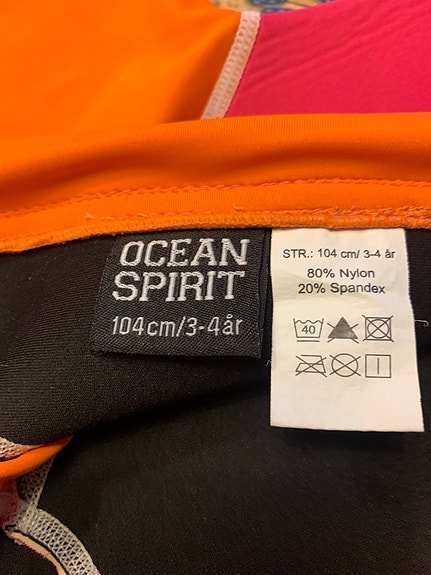 OCEAN
SPIRIT
104cm/3-4år
STR.: 104 cm/ 3-4 år
80% Nylon
20% Spandex
40